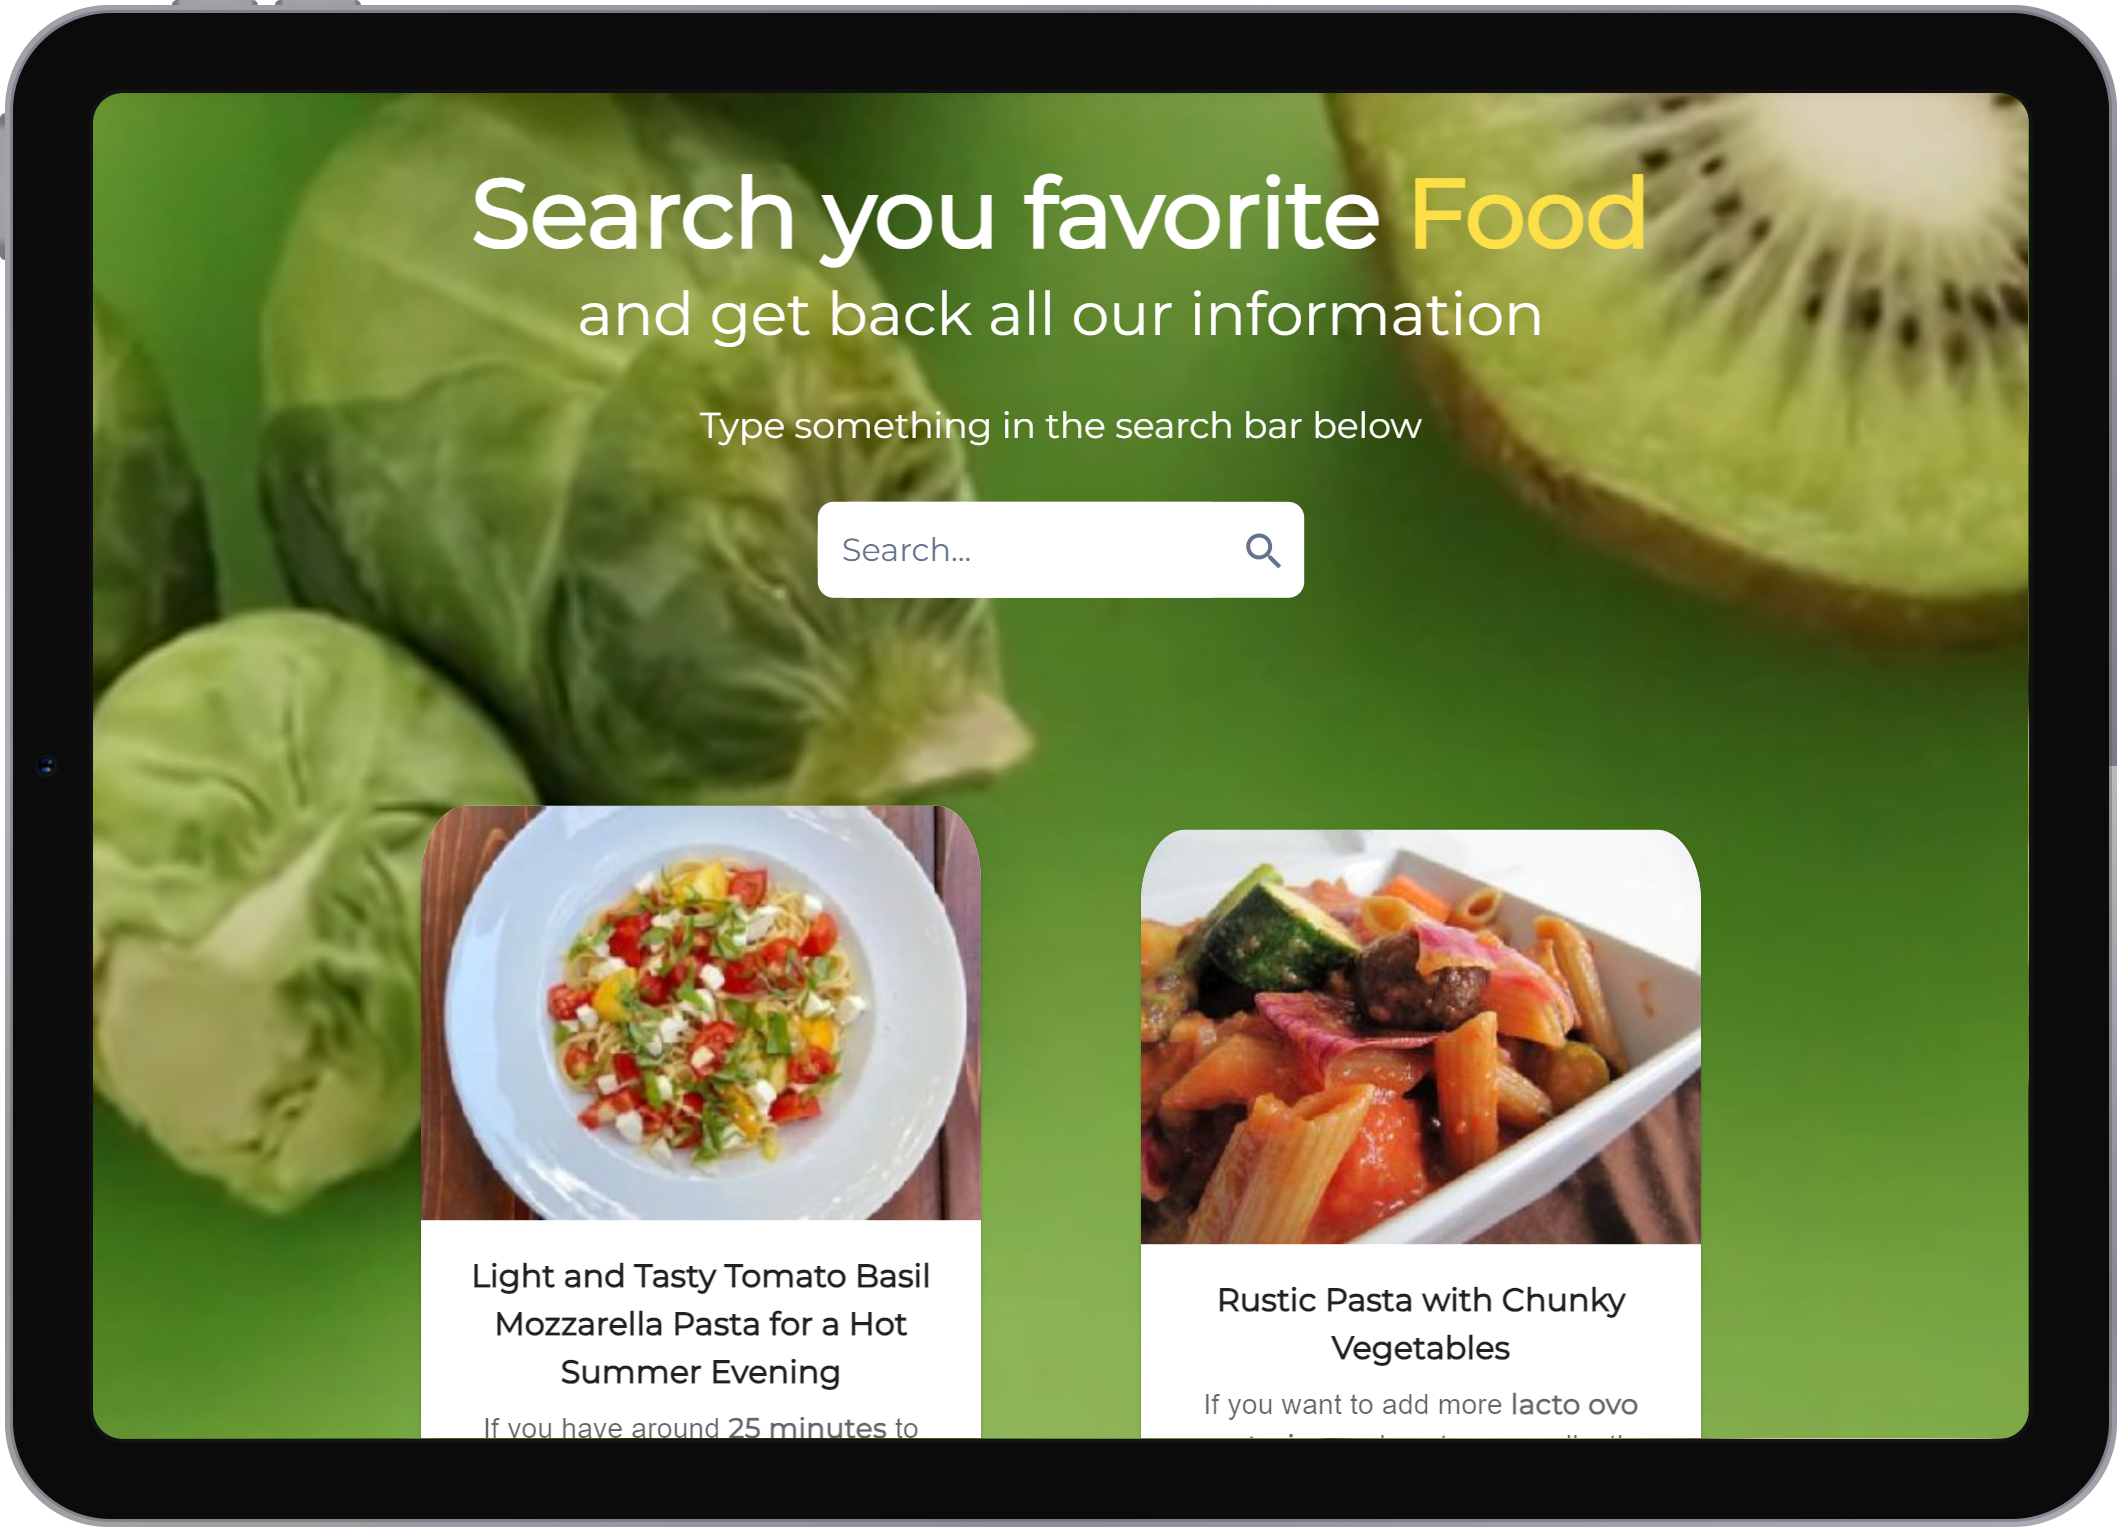 Search you favorite Food
and get back all our information
Type something in the search bar below
Search...
Light and Tasty Tomato Basil
Mozzarella Pasta for a Hot
Summer Evening
If you have around 25 minutes to
Rustic Pasta with Chunky
Vegetables
If you want to add more lacto ovo